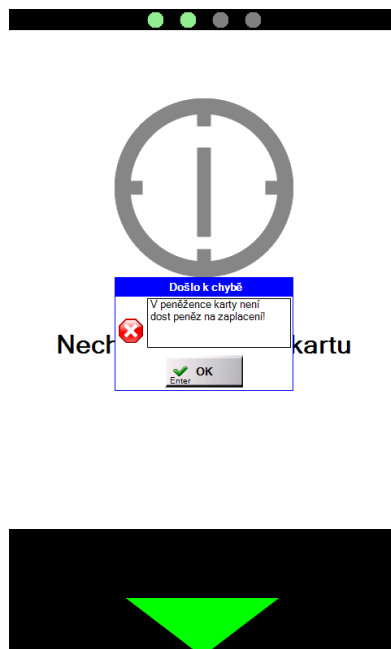 Došlo k chybě
V peněžence karty není
dost peněz na zaplacení!
Nech
kartu
OK
Enter